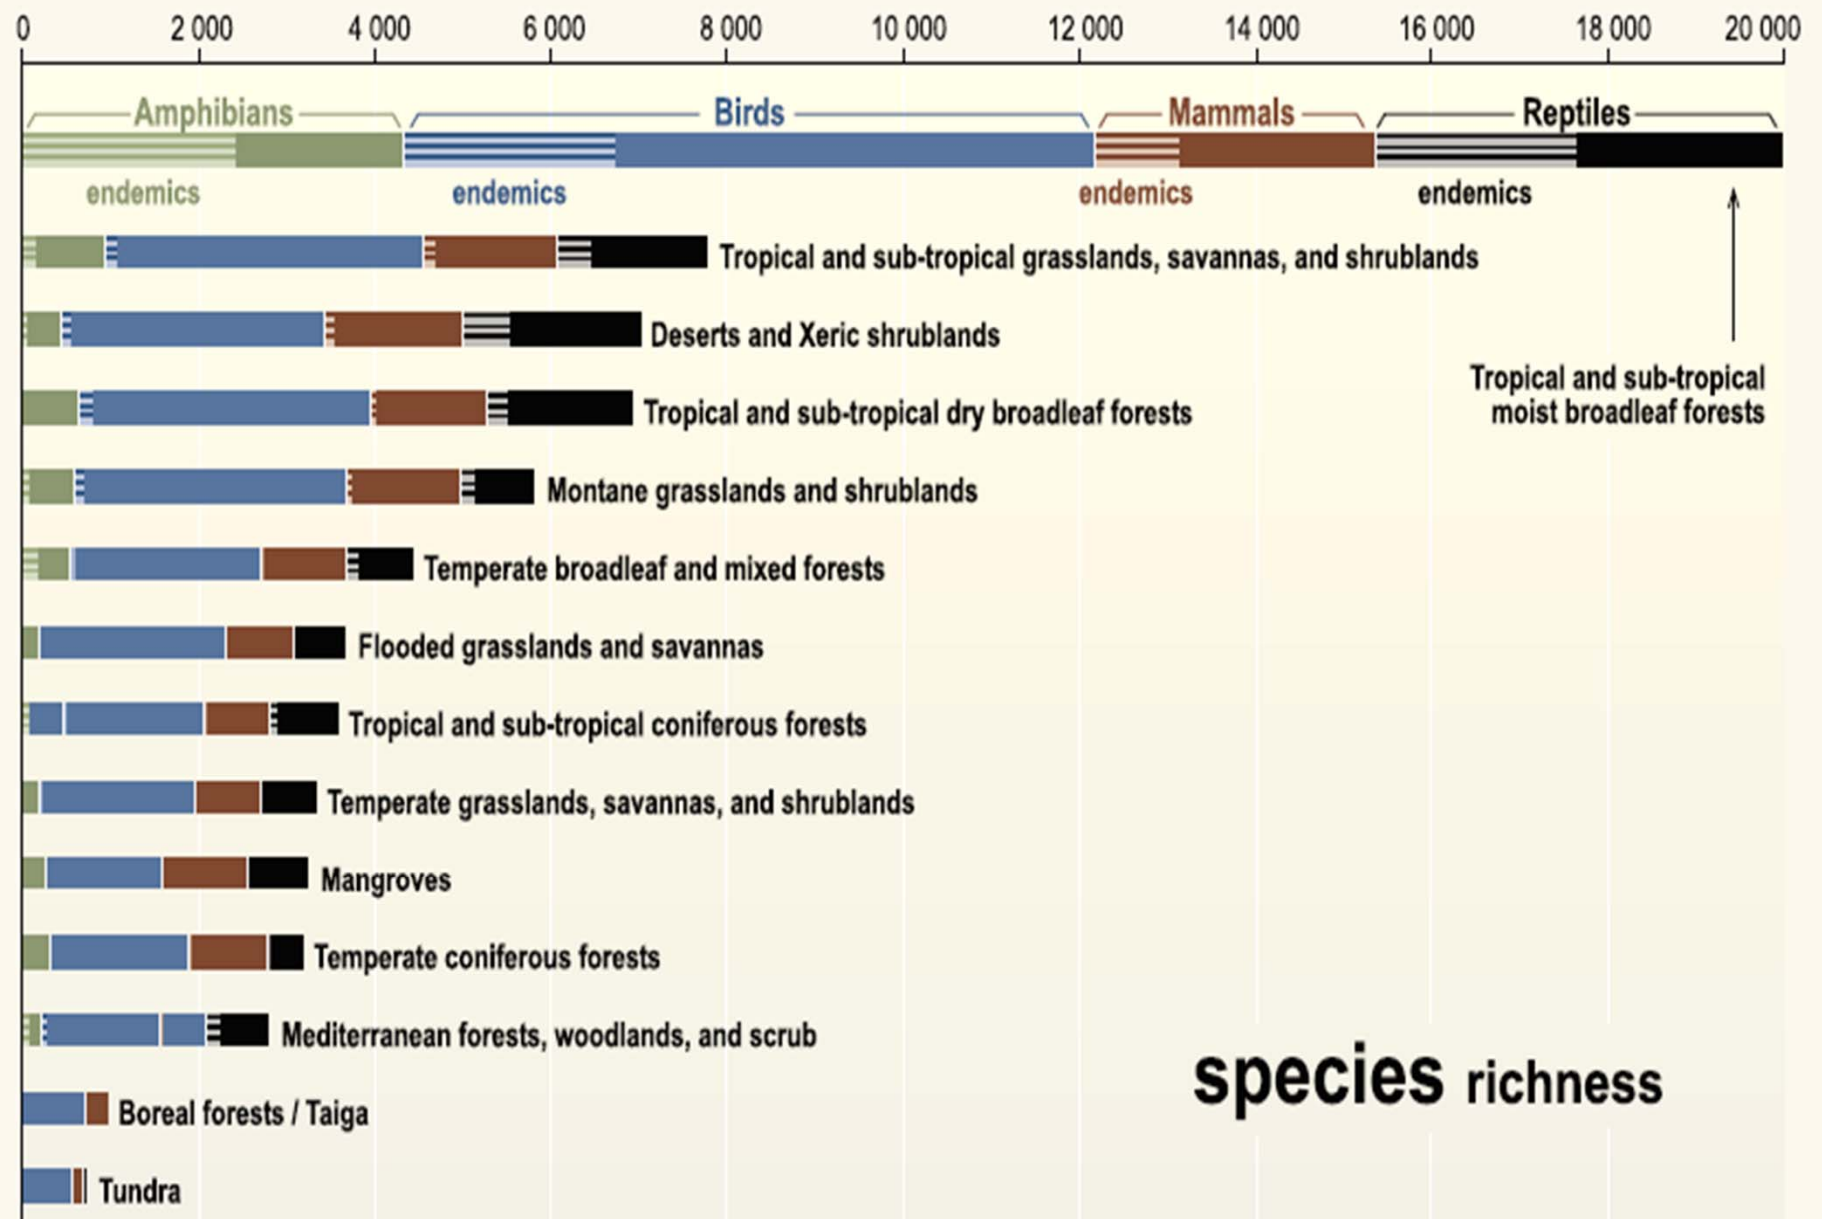 0 2 000 4 000 6 000 8 000 10 000 12 000 14 000 16 000 18 000 20 000
Amphibians Birds Mammals Reptiles
endemics endemics endemics endemics
Tropical and sub-tropical grasslands, savannas, and shrublands
Deserts and Xeric shrublands
Tropical and sub-tropical
moist broadleaf forests
Tropical and sub-tropical dry broadleaf forests
Montane grasslands and shrublands
Temperate broadleaf and mixed forests
Flooded grasslands and savannas
Tropical and sub-tropical coniferous forests
Temperate grasslands, savannas, and shrublands
Mangroves
Temperate coniferous forests
Mediterranean forests, woodlands, and scrub
species richness
Boreal forests / Taiga
Tundra